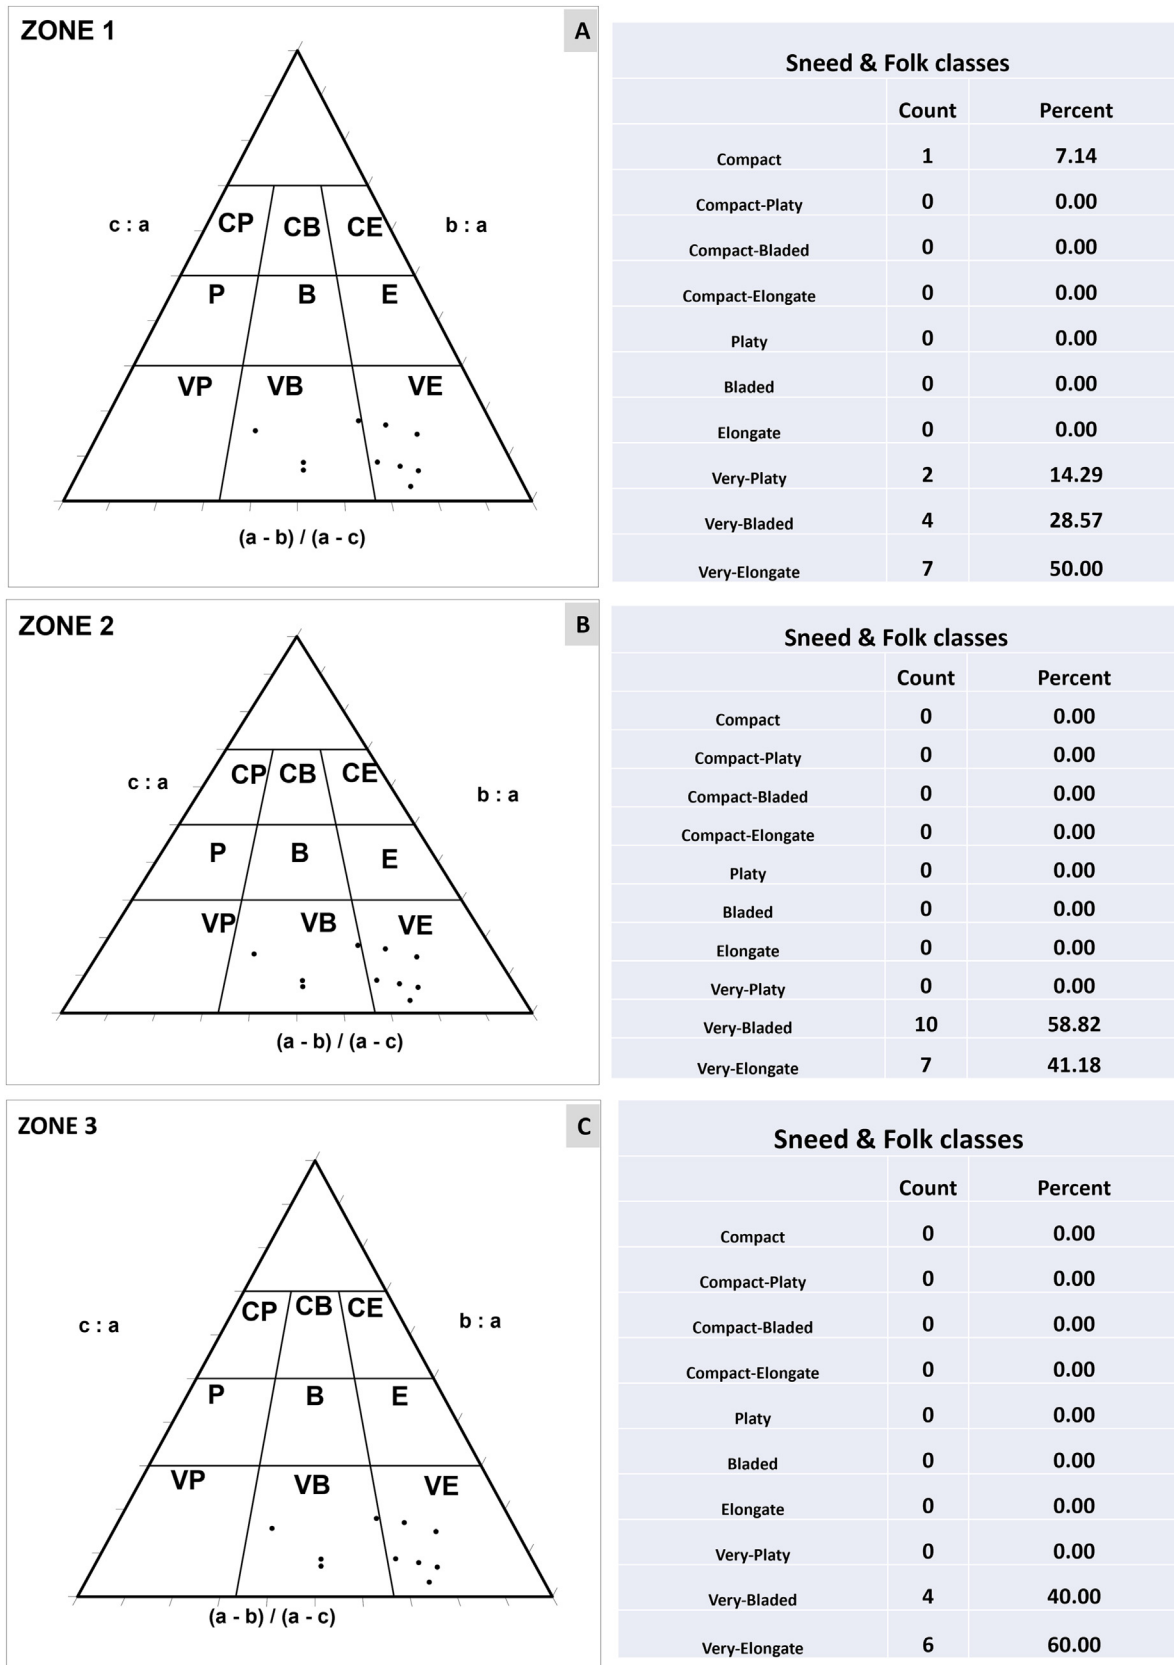 ZONE 1
A
c : a
b : a
CP CB CE
P B E
VP VB VE
(a - b) / (a - c)
Sneed & Folk classes
Count Percent
Compact 1 7.14
Compact-Platy 0 0.00
Compact-Bladed 0 0.00
Compact-Elongate 0 0.00
Platy 0 0.00
Bladed 0 0.00
Elongate 0 0.00
Very-Platy 2 14.29
Very-Bladed 4 28.57
Very-Elongate 7 50.00
ZONE 2
B
CP CB CE
c : a
b : a
P B E
VP VB VE
(a - b) / (a - c)
Sneed & Folk classes
Count Percent
Compact 0 0.00
Compact-Platy 0 0.00
Compact-Bladed 0 0.00
Compact-Elongate 0 0.00
Platy 0 0.00
Bladed 0 0.00
Elongate 0 0.00
Very-Platy 0 0.00
Very-Bladed 10 58.82
Very-Elongate 7 41.18
ZONE 3
C
CP CB CE
c : a
b : a
P B E
VP VB VE
(a - b) / (a - c)
Sneed & Folk classes
Count Percent
Compact 0 0.00
Compact-Platy 0 0.00
Compact-Bladed 0 0.00
Compact-Elongate 0 0.00
Platy 0 0.00
Bladed 0 0.00
Elongate 0 0.00
Very-Platy 0 0.00
Very-Bladed 4 40.00
Very-Elongate 6 60.00